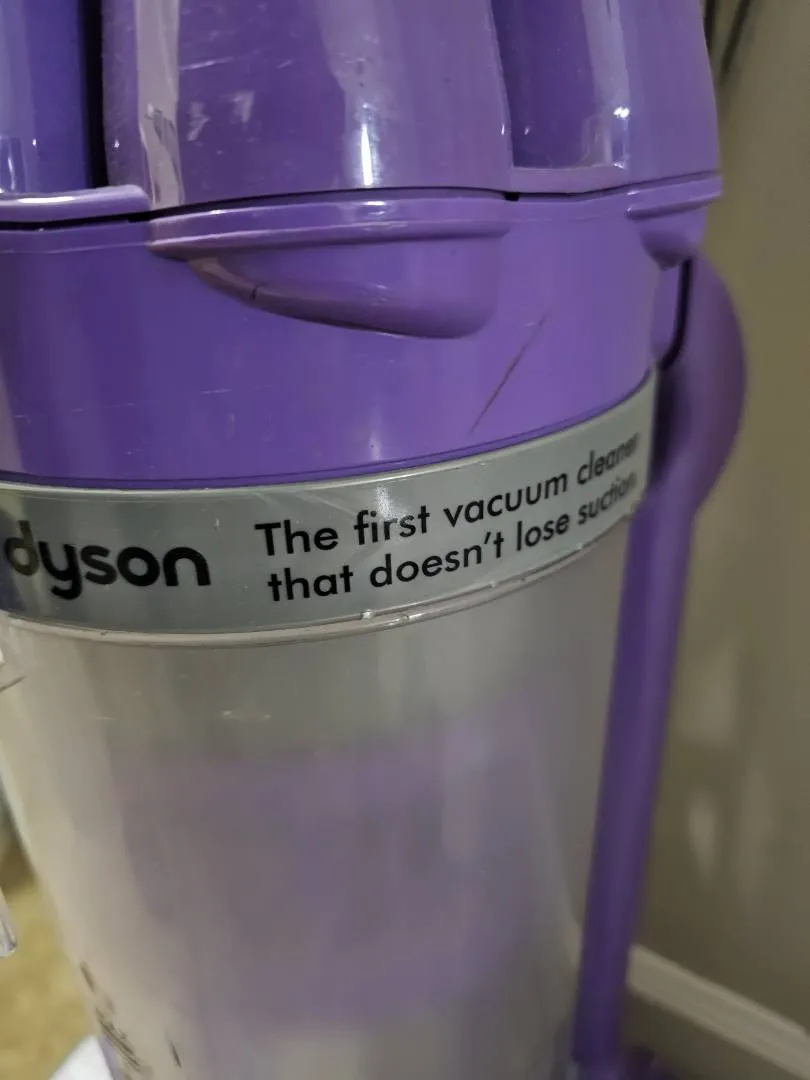 dyson
The first vacuum cleaner
that doesn't lose suction